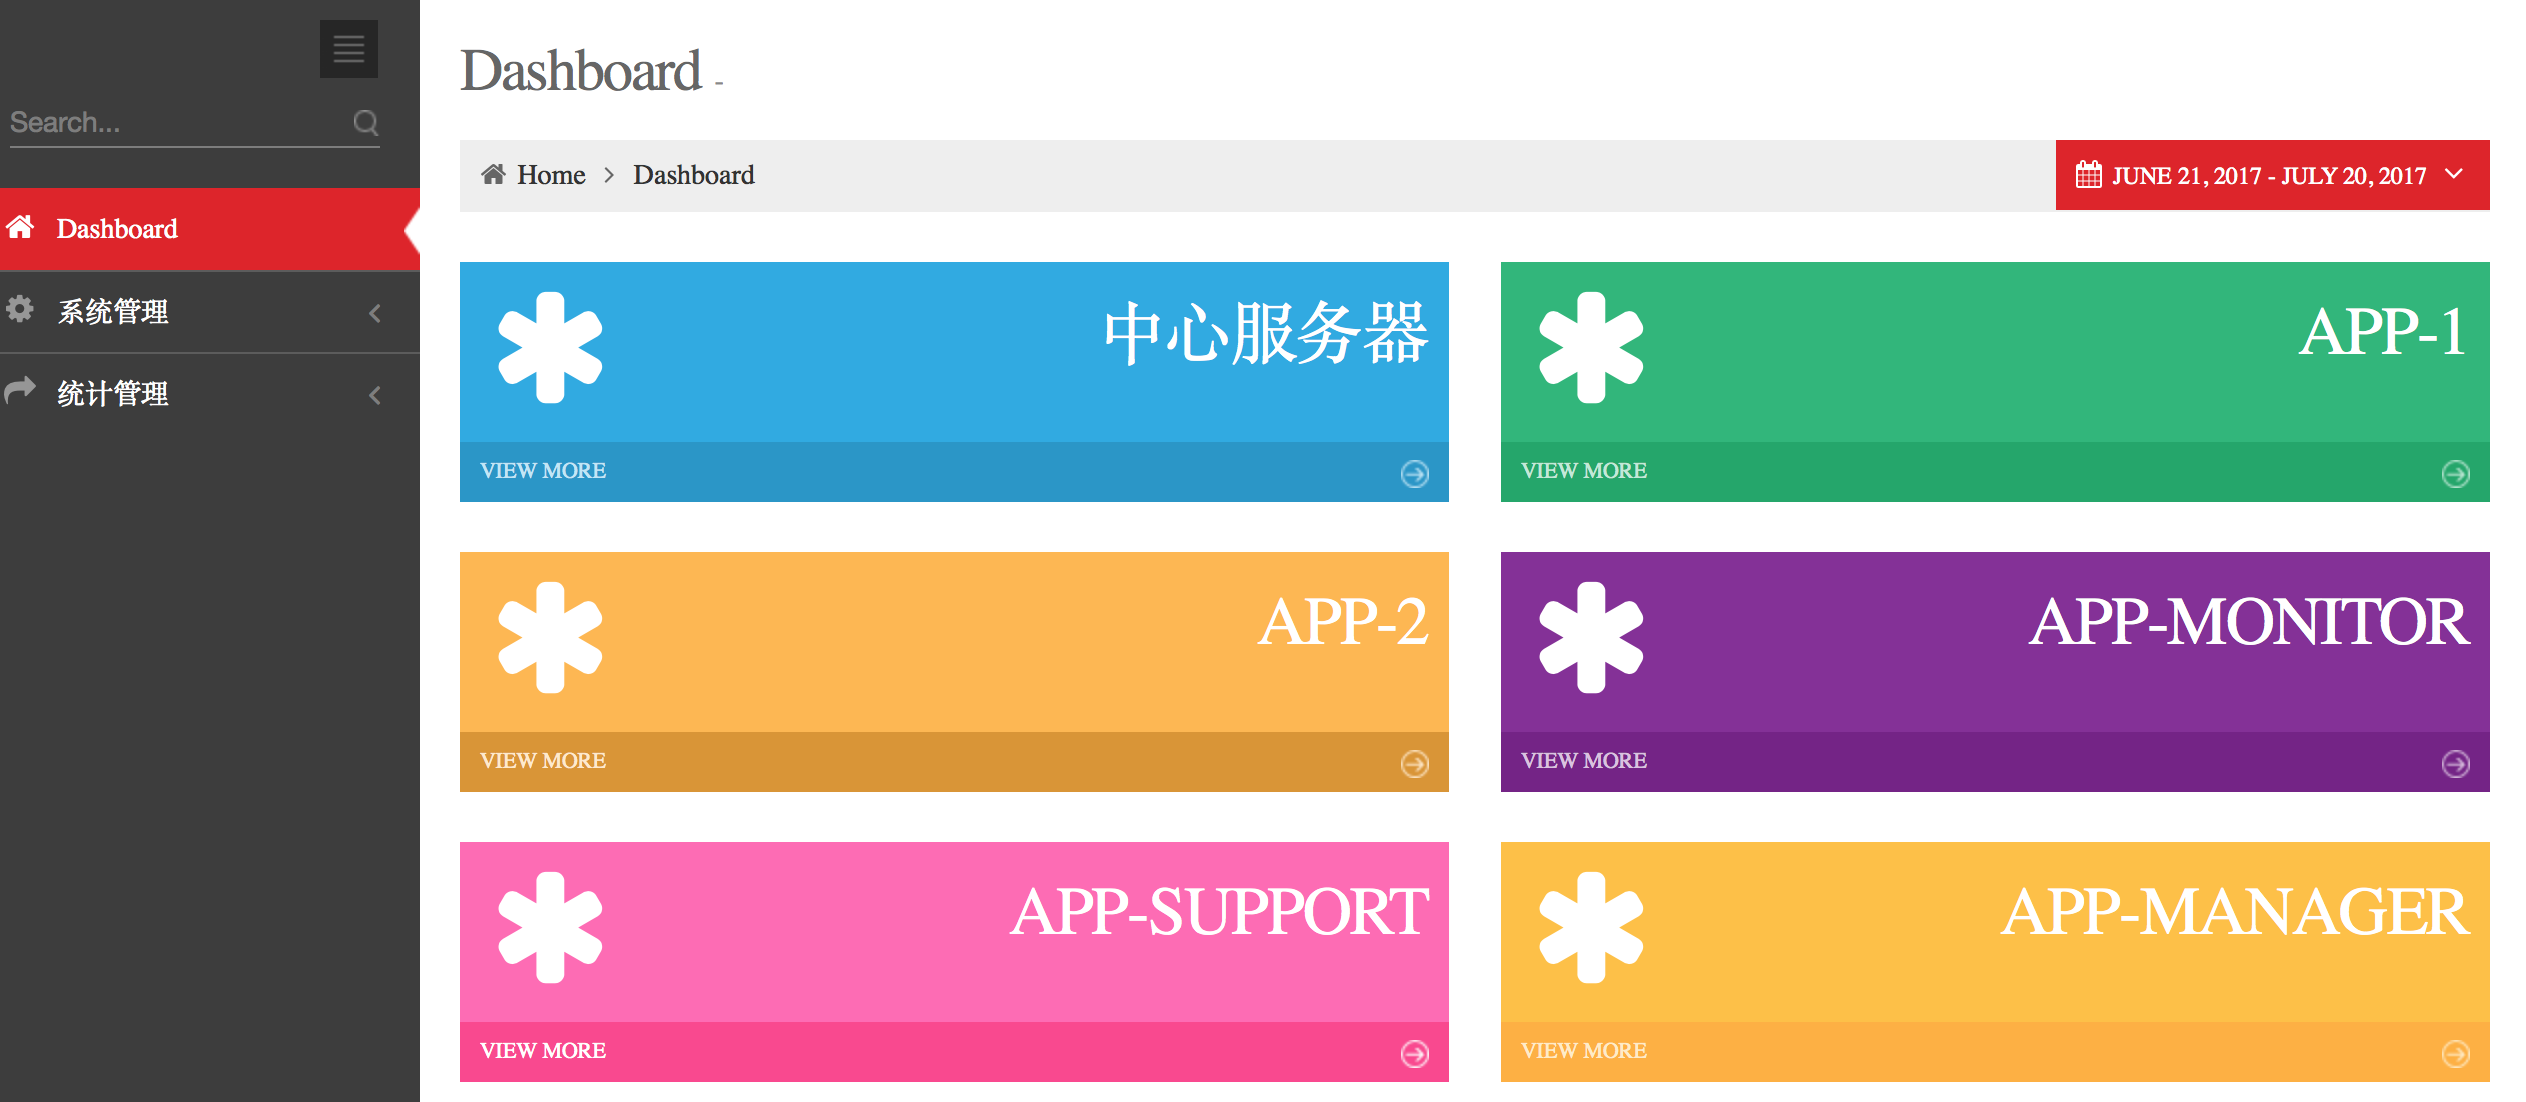 Search...
Dashboard
系统管理
统计管理
Dashboard -
Home > Dashboard
JUNE 21, 2017 - JULY 20, 2017
中心服务器
VIEW MORE
APP-1
VIEW MORE
APP-2
VIEW MORE
APP-MONITOR
VIEW MORE
APP-SUPPORT
VIEW MORE
APP-MANAGER
VIEW MORE